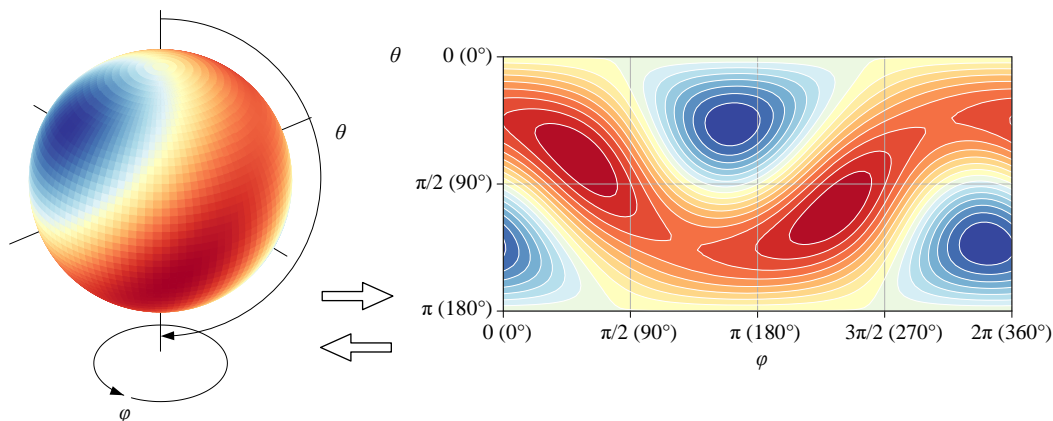 θ
θ
φ
0 (0°)
π/2 (90°)
π (180°)
0 (0°) π/2 (90°) π (180°) 3π/2 (270°) 2π (360°)
φ